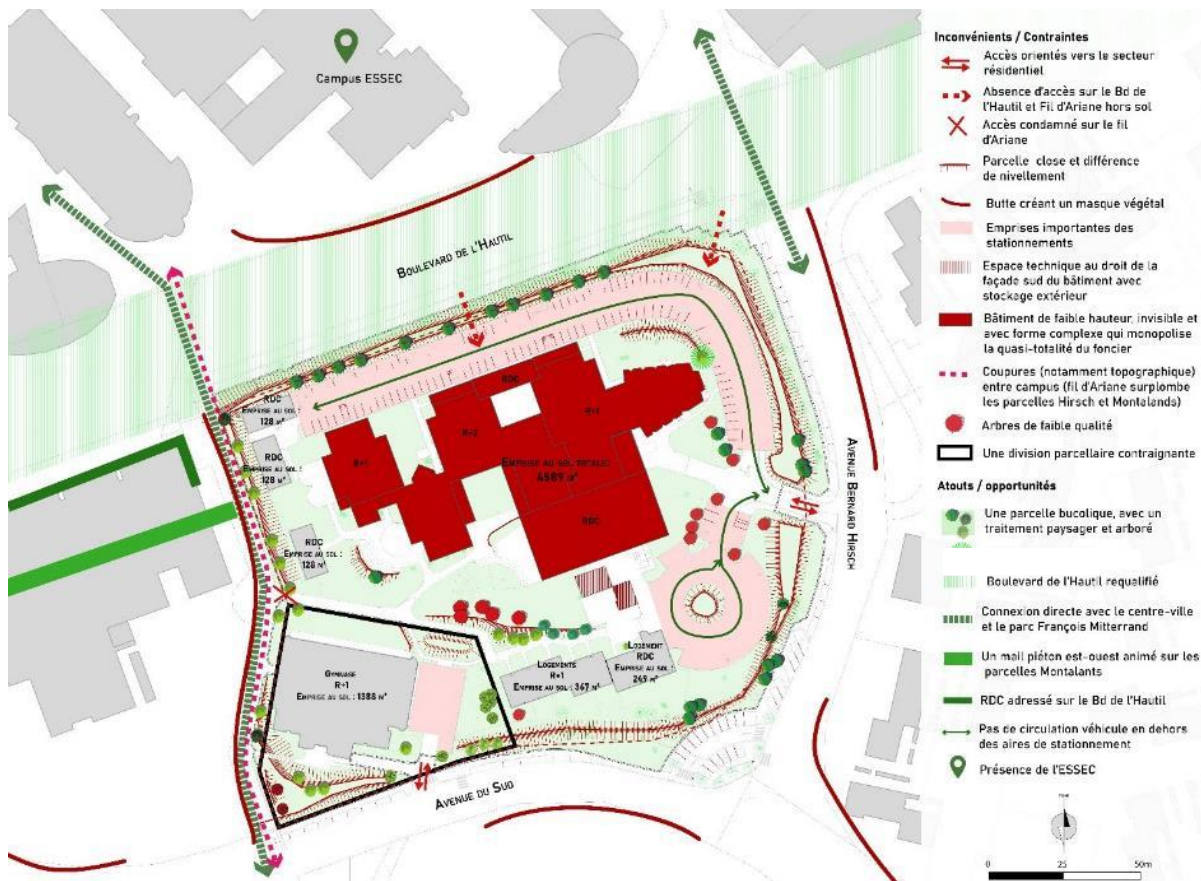 Campus ESSEC
BOULEVARD DE L'HAUTIL
RDC
EMPRISE AU SOL :
128 M²
RDC
EMPRISE AU SOL :
128 M²
RDC
EMPRISE AU SOL :
128 M²
R+1
R+2
RDC
R+1
EMPRISE AU SOL TOTALE:
4589 M²
RDC
AVENUE BERNARD HIRSCH
GYMNASE
R+1
EMPRISE AU SOL : 1388 M²
LOGEMENTS
R+1
EMPRISE AU SOL : 367 M²
LOGEMENT
RDC
EMPRISE AU SOL :
249 M²
AVENUE DU SUD
Inconvénients / Contraintes
Accès orientés vers le secteur
résidentiel
Absence d'accès sur le Bd de
l'Hautil et Fil d'Ariane hors sol
Accès condamné sur le fil
d'Ariane
Parcelle close et différence
de nivellement
Butte créant un masque végétal
Emprises importantes des
stationnements
Espace technique au droit de la
façade sud du bâtiment avec
stockage extérieur
Bâtiment de faible hauteur, invisible et
avec forme complexe qui monopolise
la quasi-totalité du foncier
Coupures (notamment topographique)
entre campus (fil d'Ariane surplombe
les parcelles Hirsch et Montalands)
Arbres de faible qualité
Une division parcellaire contraignante
Atouts / opportunités
Une parcelle bucolique, avec un
traitement paysager et arboré
Boulevard de l'Hautil requalifié
Connexion directe avec le centre-ville
et le parc François Mitterrand
Un mail piéton est-ouest animé sur les
parcelles Montalants
RDC adressé sur le Bd de l'Hautil
Pas de circulation véhicule en dehors
des aires de stationnement
Présence de l'ESSEC
0 25 50m